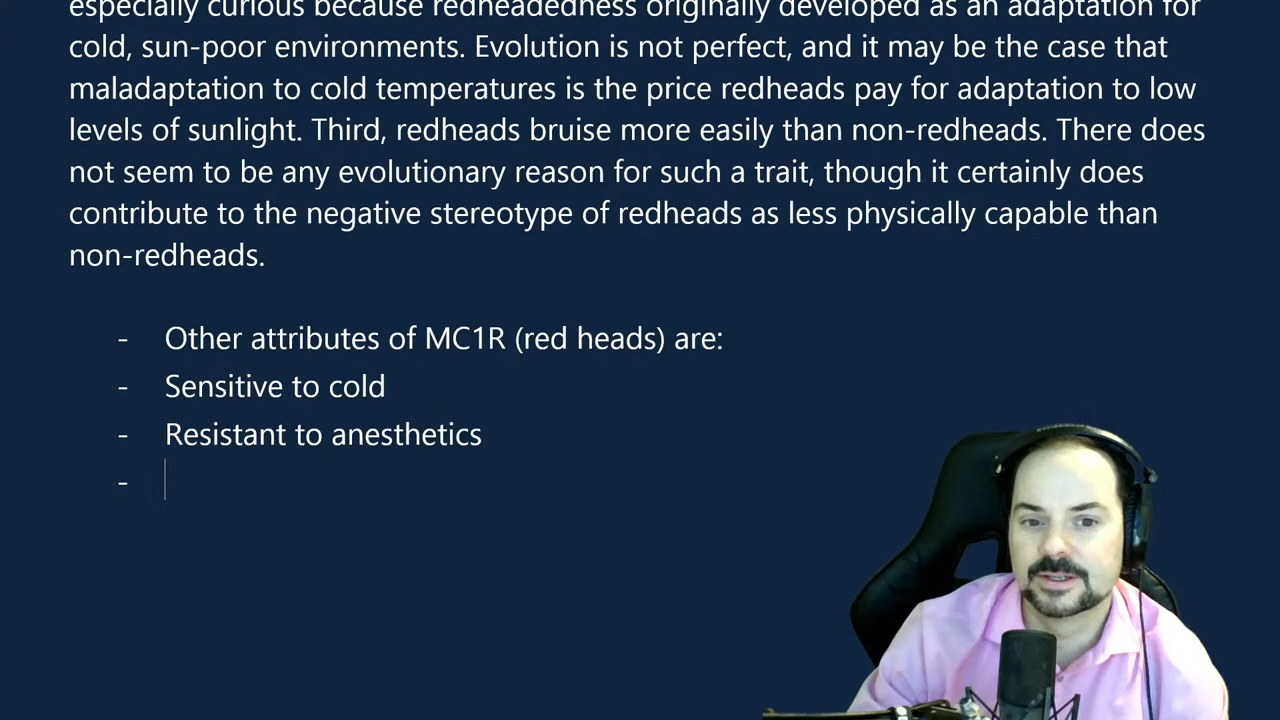 especially curious because redheadedness originally developed as an adaptation for
cold, sun-poor environments. Evolution is not perfect, and it may be the case that
maladaptation to cold temperatures is the price redheads pay for adaptation to low
levels of sunlight. Third, redheads bruise more easily than non-redheads. There does
not seem to be any evolutionary reason for such a trait, though it certainly does
contribute to the negative stereotype of redheads as less physically capable than
non-redheads.
- Other attributes of MC1R (red heads) are:
- Sensitive to cold
- Resistant to anesthetics
-